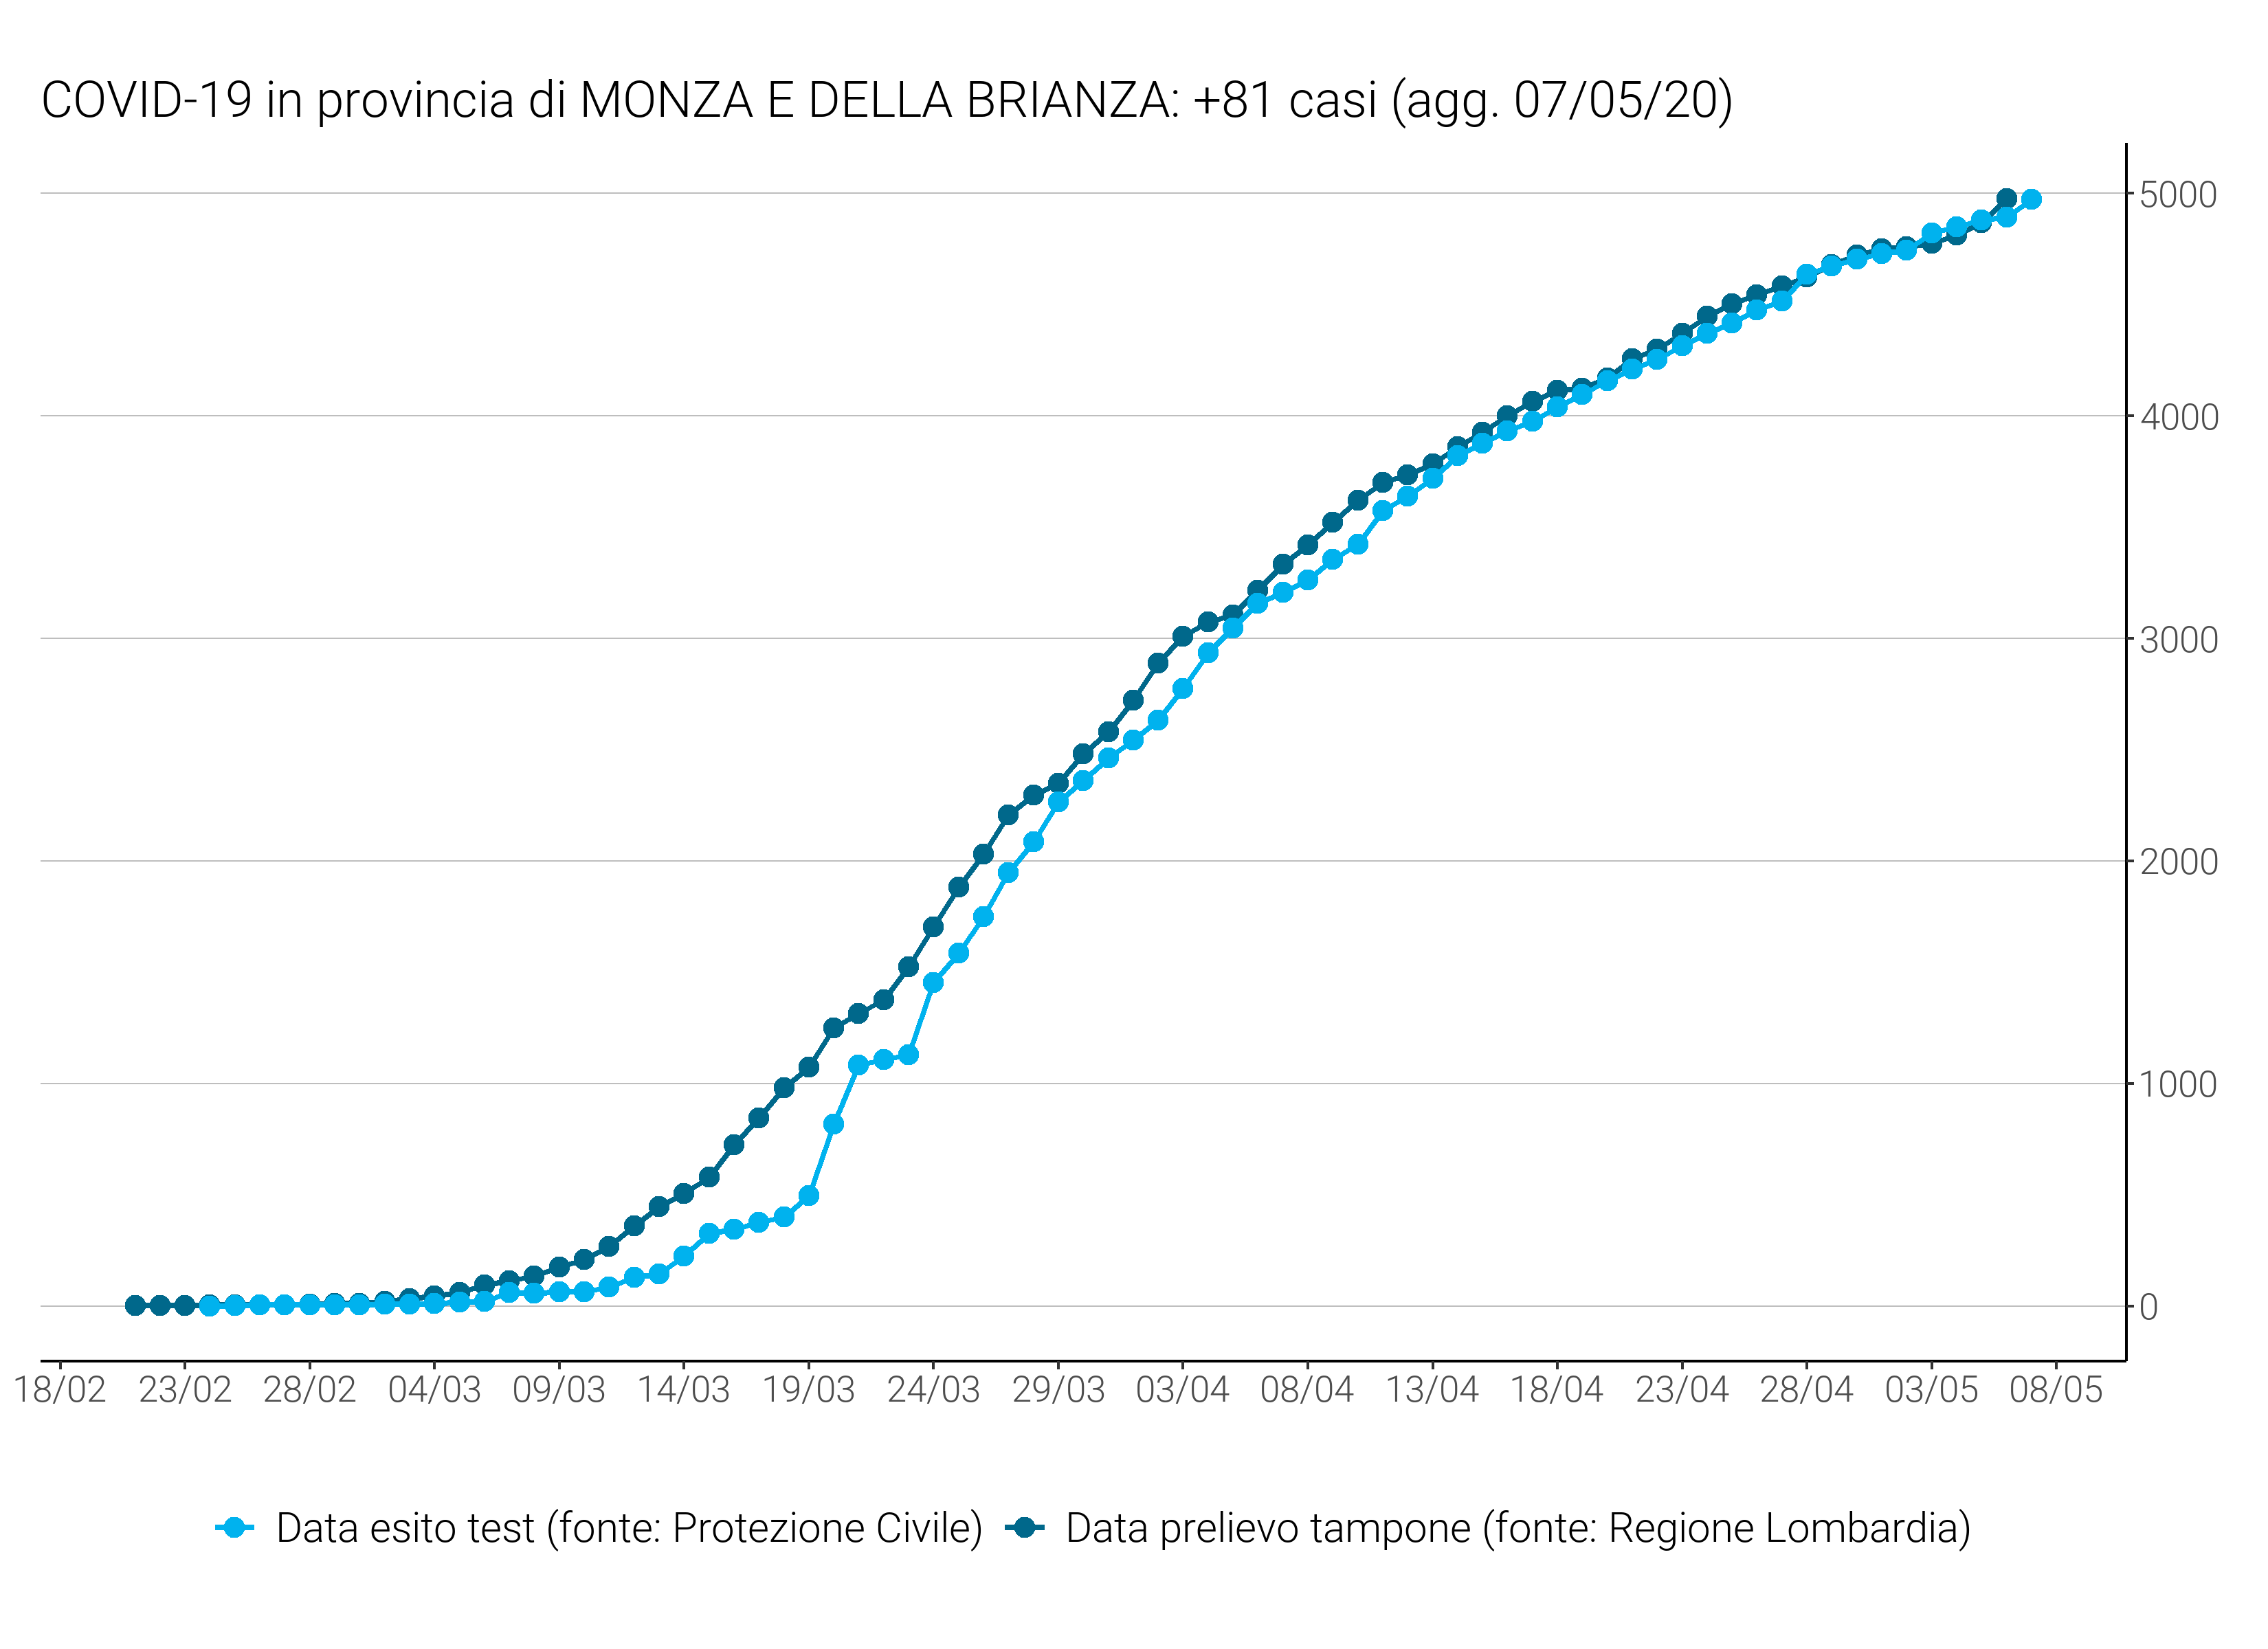 COVID-19 in provincia di MONZA E DELLA BRIANZA: +81 casi (agg. 07/05/20)
5000
4000
3000
2000
1000
0
18/02 23/02 28/02 04/03 09/03 14/03 19/03 24/03 29/03 03/04 08/04 13/04 18/04 23/04 28/04 03/05 08/05
Data esito test (fonte: Protezione Civile) Data prelievo tampone (fonte: Regione Lombardia)